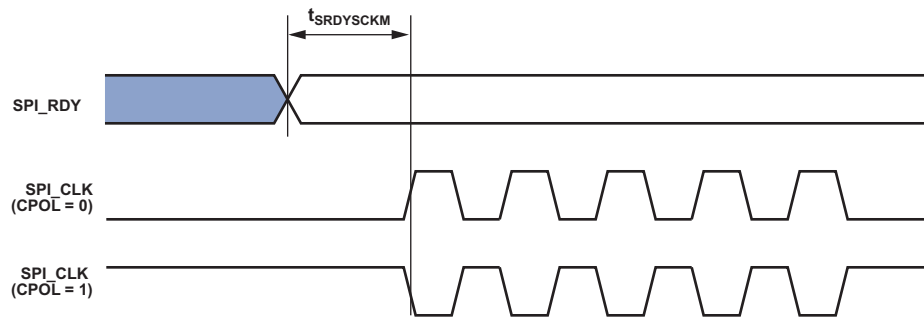 tSRDYSCKM
SPI_RDY
SPI_CLK
(CPOL = 0)
SPI_CLK
(CPOL = 1)